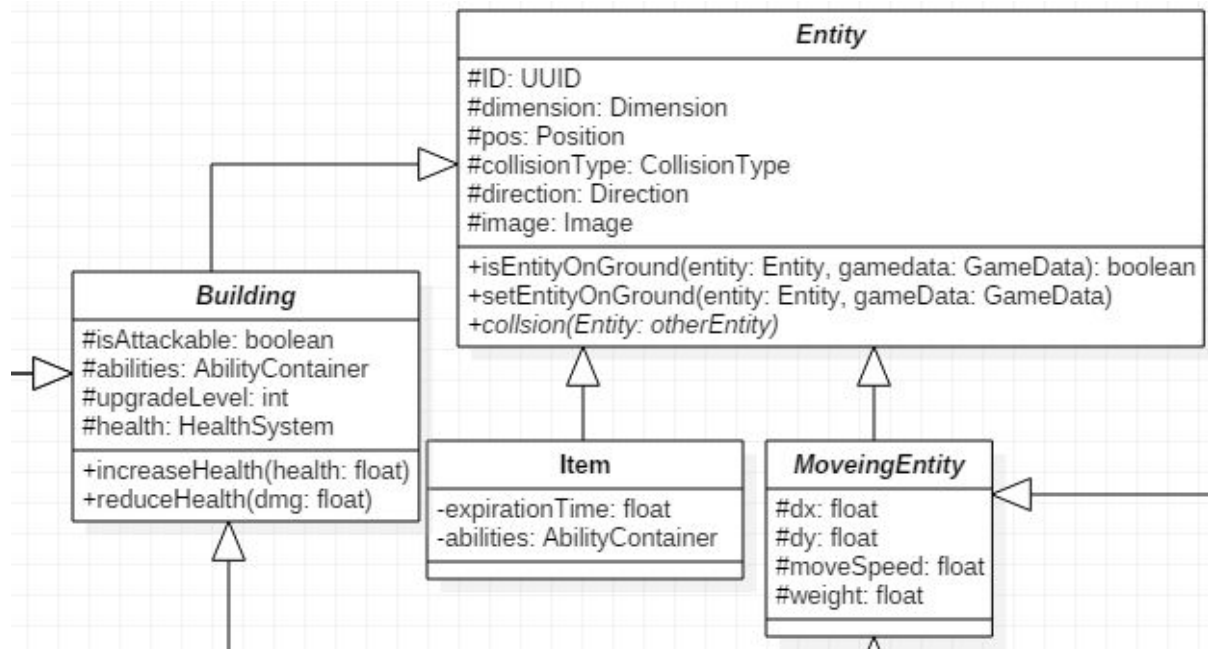 Entity
#ID: UUID
#dimension: Dimension
#pos: Position
#collisionType: CollisionType
#direction: Direction
#image: Image
+isEntityOnGround(entity: Entity, gamedata: GameData): boolean
+setEntityOnGround(entity: Entity, gameData: GameData)
+collsion(Entity: otherEntity)
Building
#isAttackable: boolean
#abilities: AbilityContainer
#upgradeLevel: int
#health: HealthSystem
+increaseHealth(health: float)
+reduceHealth(dmg: float)
Item
-expirationTime: float
-abilities: AbilityContainer
MoveingEntity
#dx: float
#dy: float
#moveSpeed: float
#weight: float